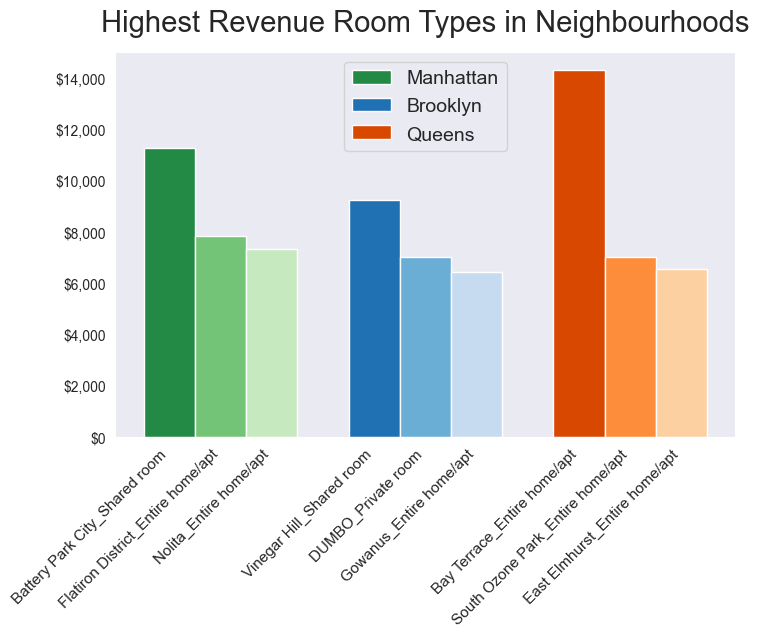 Highest Revenue Room Types in Neighbourhoods
$14,000
$12,000
$10,000
$8,000
$6,000
$4,000
$2,000
$0
Manhattan
Brooklyn
Queens
Battery Park City_Shared room
Flatiron District_Entire home/apt
Nolita_Entire home/apt
Vinegar Hill_Shared room
DUMBO_Private room
Gowanus_Entire home/apt
Bay Terrace_Entire home/apt
South Ozone Park_Entire home/apt
East Elmhurst_Entire home/apt